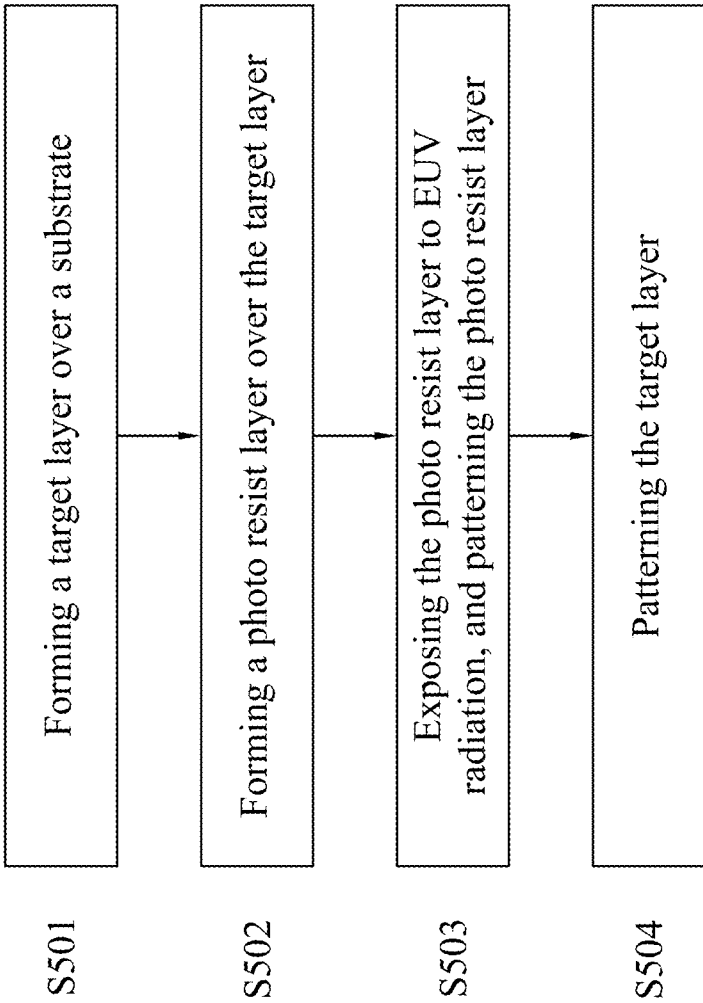 S501
Forming a target layer over a substrate
S502
Forming a photo resist layer over the target layer
S503
Exposing the photo resist layer to EUV
radiation, and patterning the photo resist layer
S504
Patterning the target layer